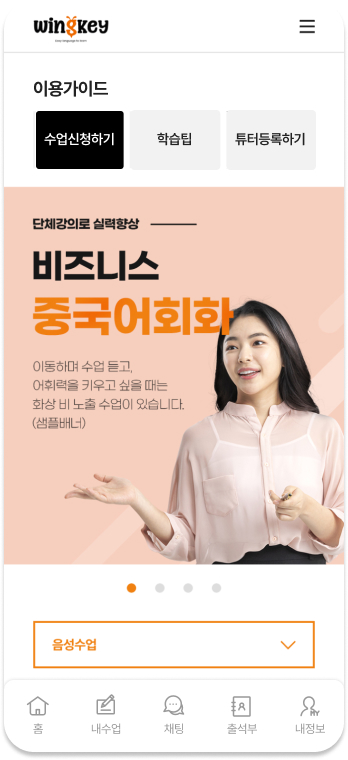 wingkey
이용가이드
수업신청하기
학습팁
튜터등록하기
단체강의로 실력향상
비즈니스
중국어회화
이동하며 수업 듣고,
어휘력을 키우고 싶을 때는
화상 비 노출 수업이 있습니다.
(샘플배너)
음성수업
홈
내수업
채팅
출석부
MY
내정보